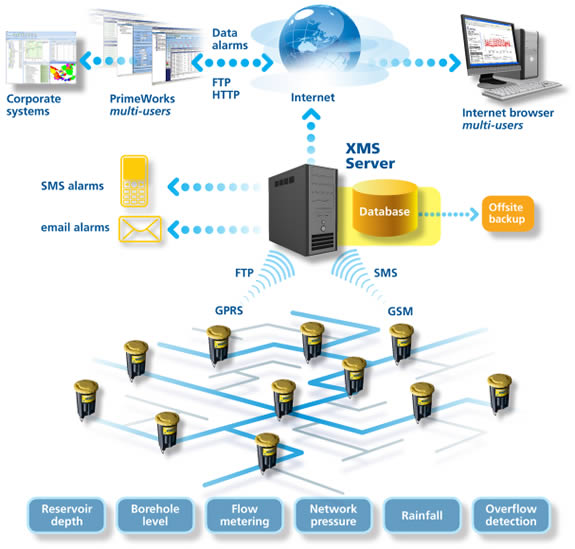 Data
alarms
FTP
HTTP
Corporate
systems
PrimeWorks
multi-users
Internet
Internet browser
multi-users
XMS
Server
SMS alarms
email alarms
Database
Offsite
backup
FTP
SMS
GPRS
GSM
Reservoir
depth
Borehole
level
Flow
metering
Network
pressure
Rainfall
Overflow
detection